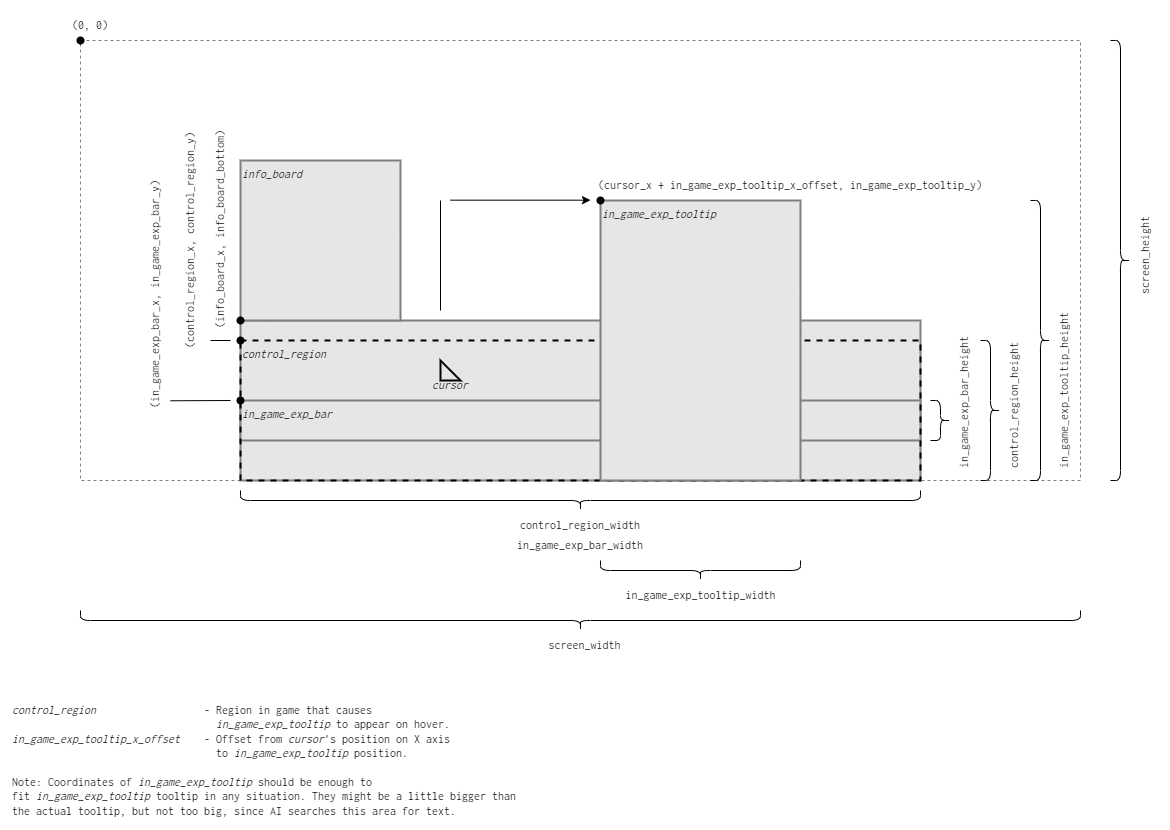 (0, 0)
(in_game_exp_bar_x, in_game_exp_bar_y)
(control_region_x, control_region_y)
(info_board_x, info_board_bottom)
info_board
(cursor_x + in_game_exp_tooltip_x_offset, in_game_exp_tooltip_y)
in_game_exp_tooltip
control_region
cursor
in_game_exp_bar
in_game_exp_bar_height
control_region_height
in_game_exp_tooltip_height
screen_height
control_region_width
in_game_exp_bar_width
in_game_exp_tooltip_width
screen_width
control_region - Region in game that causes
in_game_exp_tooltip to appear on hover.
in_game_exp_tooltip_x_offset - Offset from cursor's position on X axis
to in_game_exp_tooltip position.
Note: Coordinates of in_game_exp_tooltip should be enough to
fit in_game_exp_tooltip tooltip in any situation. They might be a little bigger than
the actual tooltip, but not too big, since AI searches this area for text.